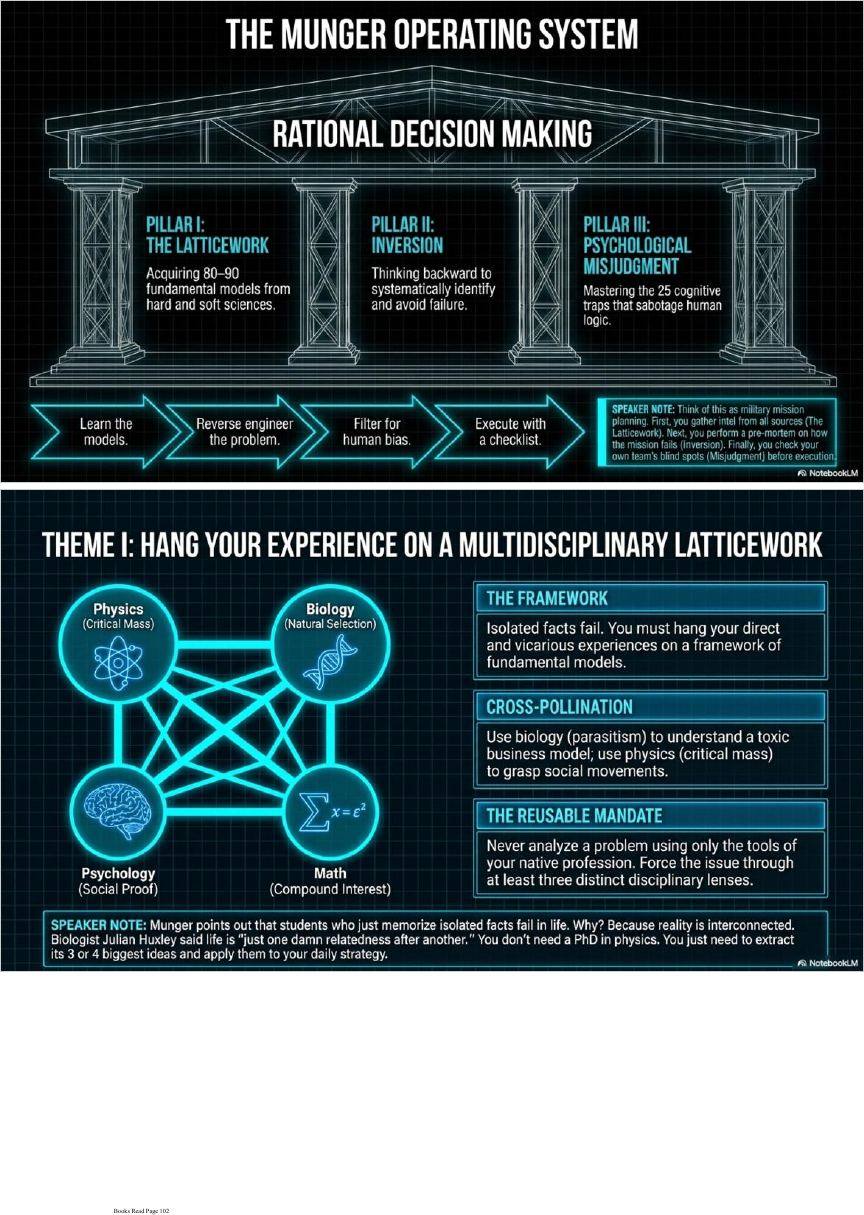 THE MUNGER OPERATING SYSTEM
RATIONAL DECISION MAKING
PILLAR I:
THE LATTICEWORK
Acquiring 80–90
fundamental models from
hard and soft sciences.
PILLAR II:
INVERSION
Thinking backward to
systematically identify
and avoid failure.
PILLAR III:
PSYCHOLOGICAL
MISJUDGMENT
Mastering the 25 cognitive
traps that sabotage human
logic.
Learn the
models.
Reverse engineer
the problem.
Filter for
human bias.
Execute with
a checklist.
SPEAKER NOTE: Think of this as military mission
planning. First, you gather intel from all sources (The
Latticework). Next, you perform a pre-mortem on how
the mission fails (Inversion). Finally, you check your
own team's blind spots (Misjudgment) before execution.
NotebookLM
THEME I: HANG YOUR EXPERIENCE ON A MULTIDISCIPLINARY LATTICEWORK
Physics
(Critical Mass)
Biology
(Natural Selection)
Σ x = ε²
Psychology
(Social Proof)
Math
(Compound Interest)
THE FRAMEWORK
Isolated facts fail. You must hang your direct
and vicarious experiences on a framework of
fundamental models.
CROSS-POLLINATION
Use biology (parasitism) to understand a toxic
business model; use physics (critical mass)
to grasp social movements.
THE REUSABLE MANDATE
Never analyze a problem using only the tools of
your native profession. Force the issue through
at least three distinct disciplinary lenses.
SPEAKER NOTE: Munger points out that students who just memorize isolated facts fail in life. Why? Because reality is interconnected.
Biologist Julian Huxley said life is "just one damn relatedness after another." You don't need a PhD in physics. You just need to extract
its 3 or 4 biggest ideas and apply them to your daily strategy.
NotebookLM
Books Read Page 102